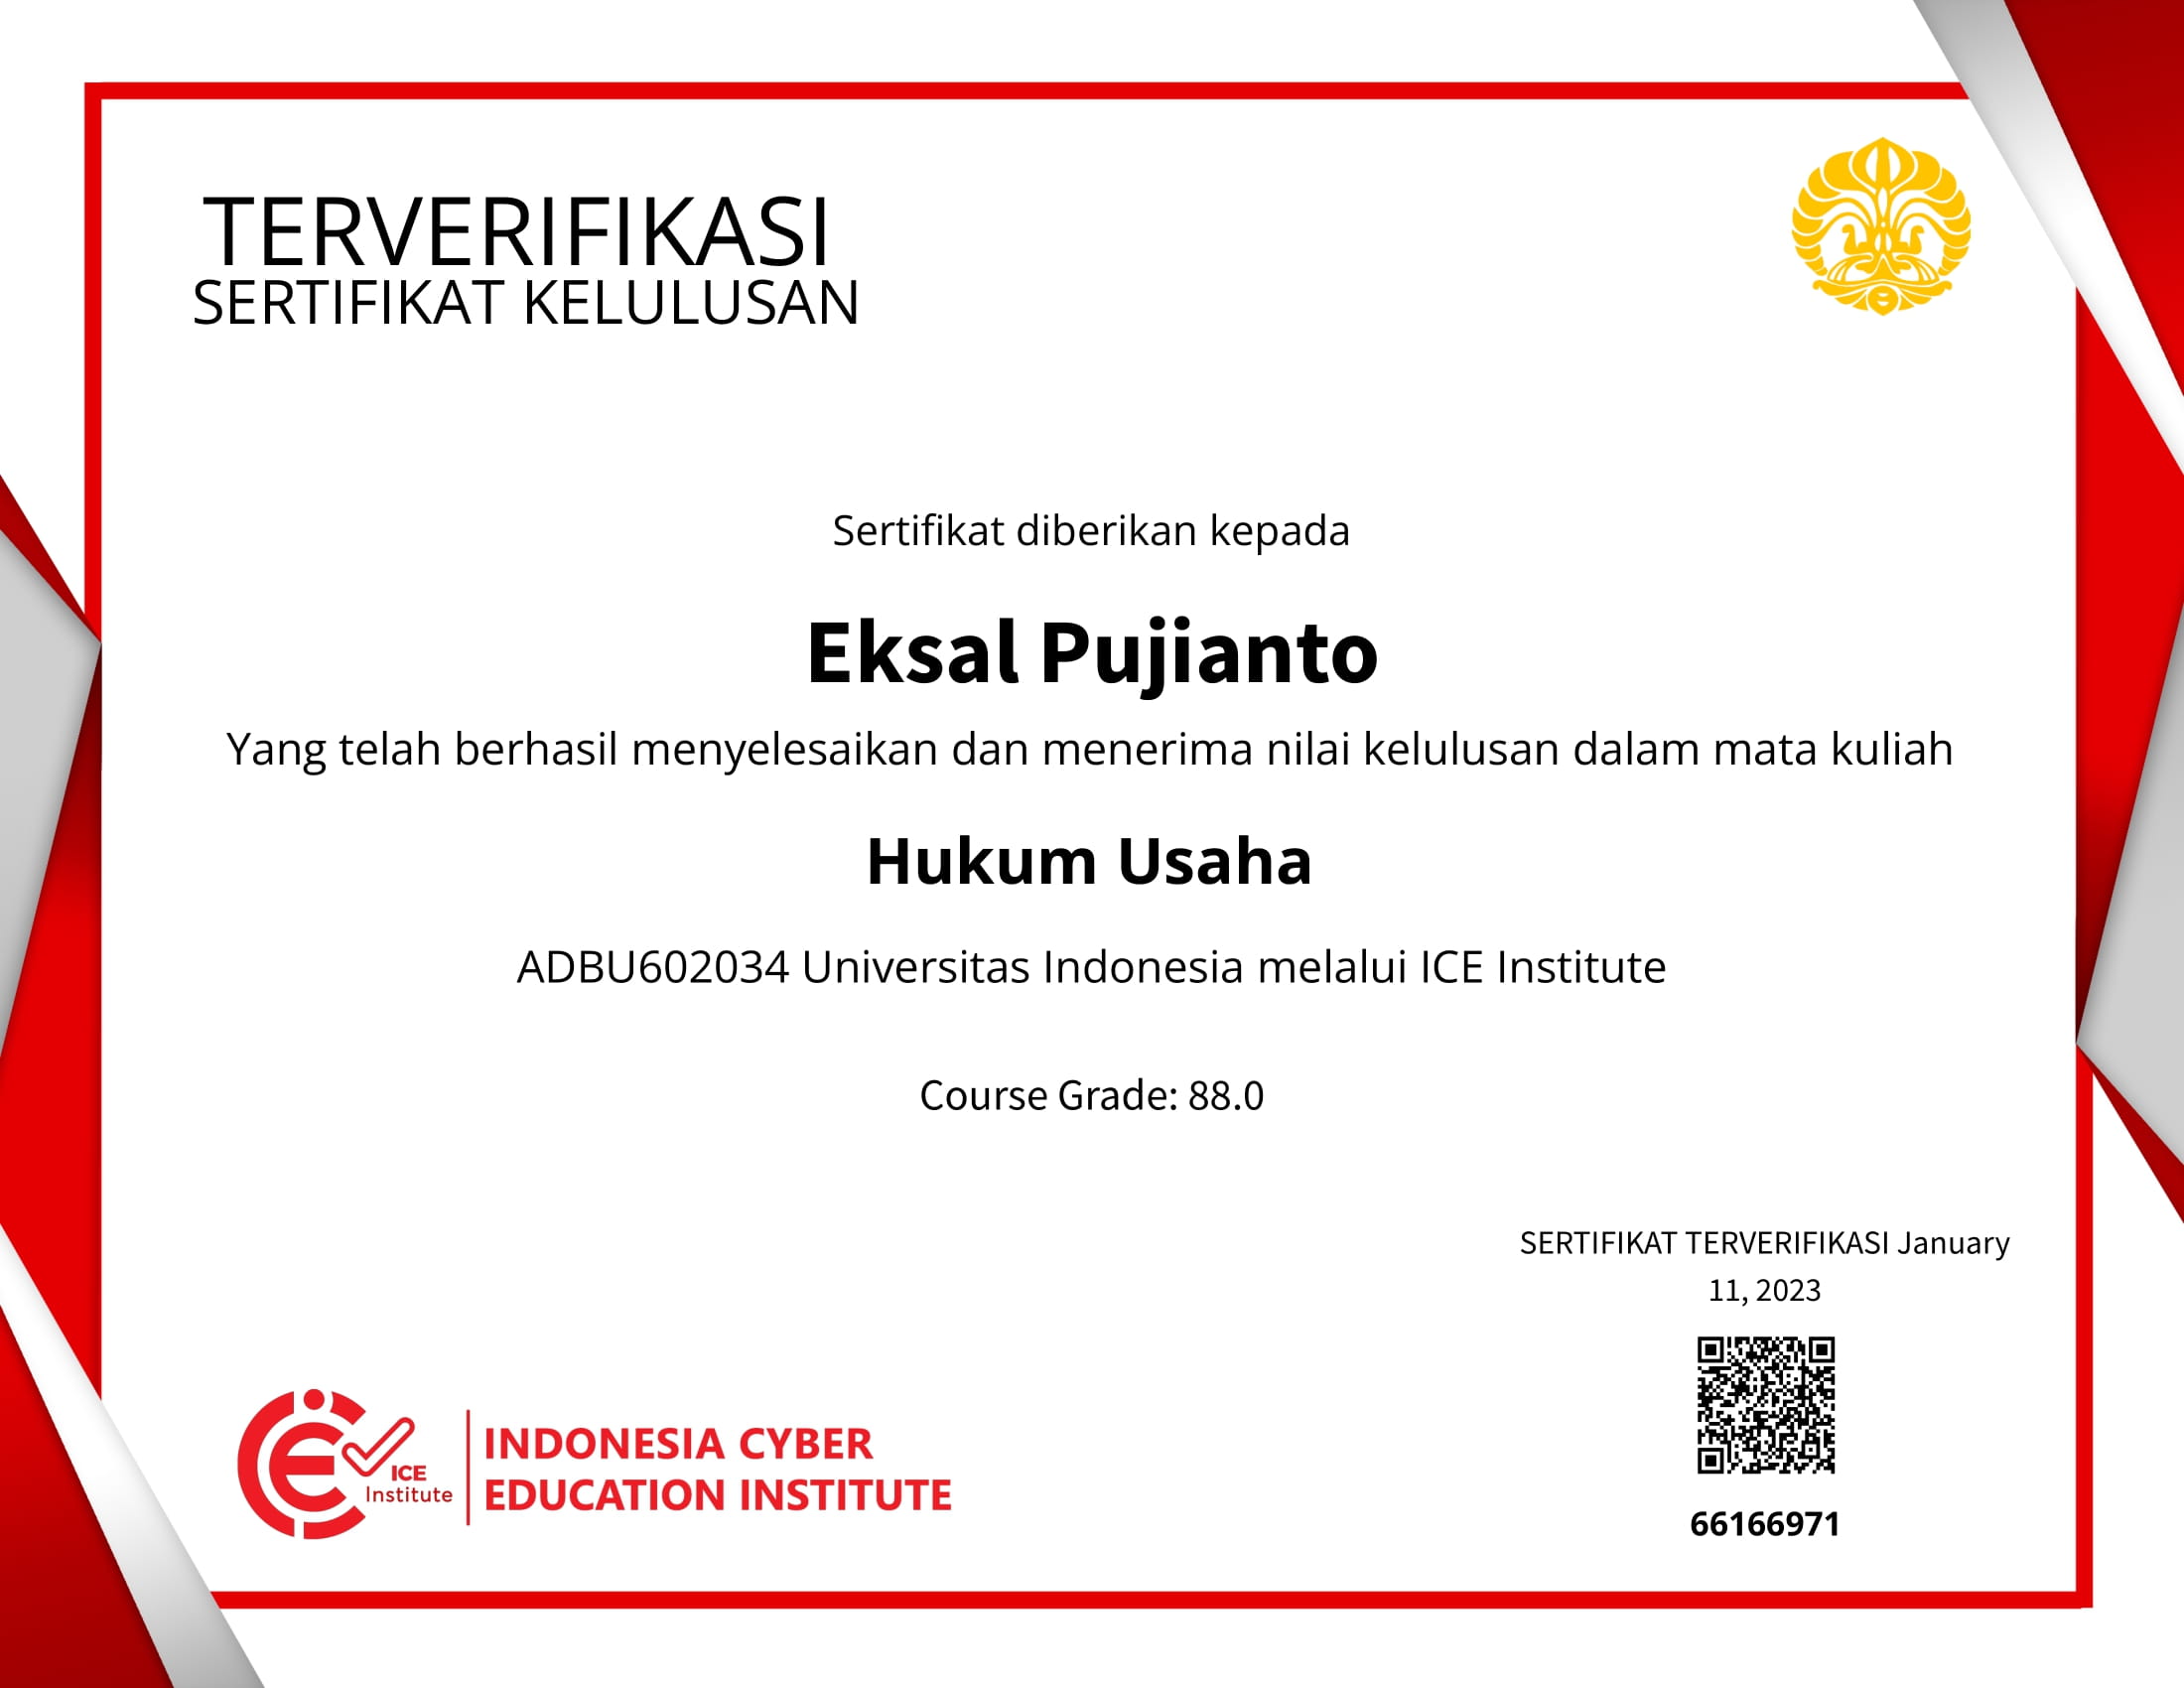 TERVERIFIKASI
SERTIFIKAT KELULUSAN
Sertifikat diberikan kepada
Eksal Pujianto
Yang telah berhasil menyelesaikan dan menerima nilai kelulusan dalam mata kuliah
Hukum Usaha
ADBU602034 Universitas Indonesia melalui ICE Institute
Course Grade: 88.0
SERTIFIKAT TERVERIFIKASI January
11, 2023
ICE
Institute
INDONESIA CYBER
EDUCATION INSTITUTE
66166971